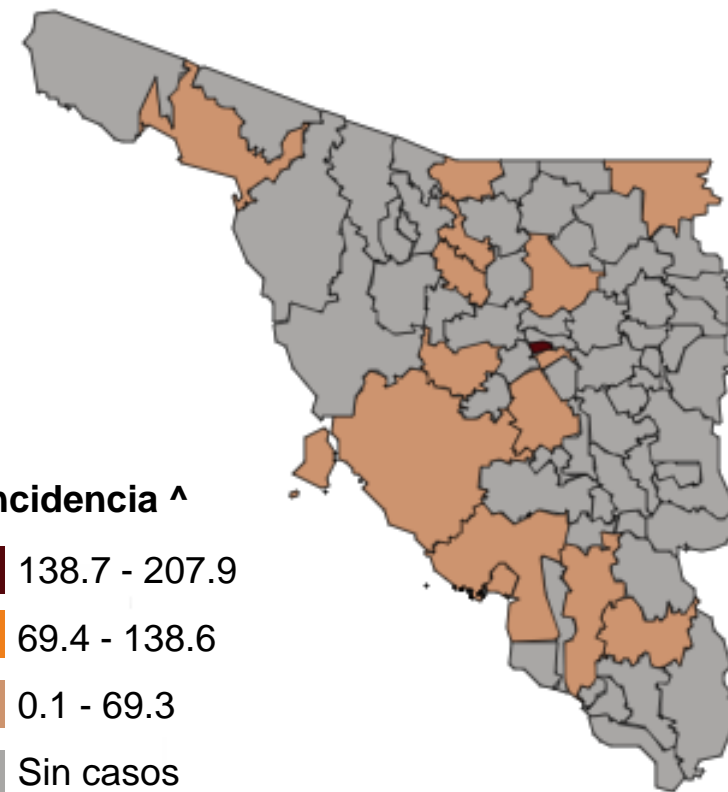 ncidencia ^
138.7 - 207.9
69.4 - 138.6
0.1 - 69.3
Sin casos